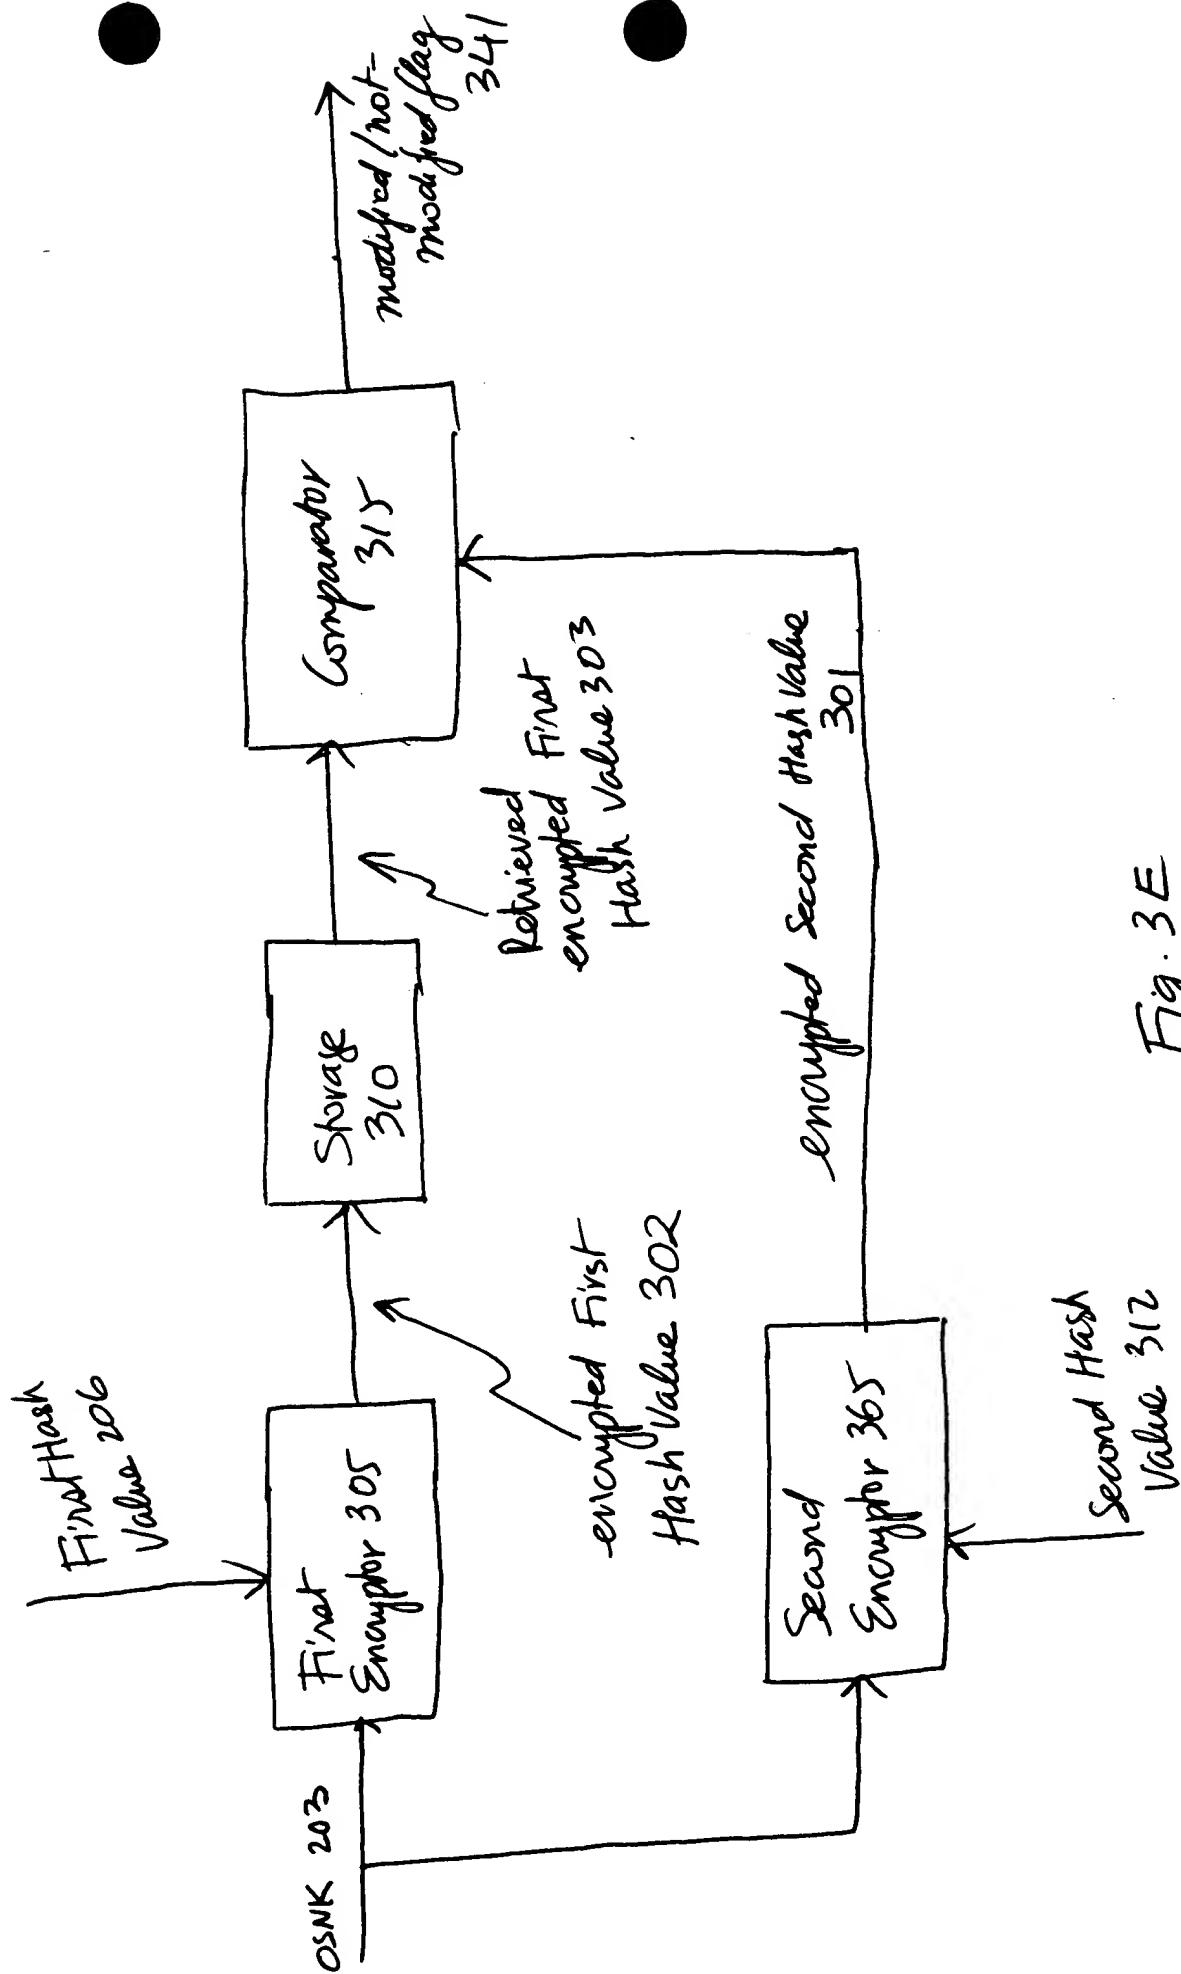 OSNK 203
First Hash
Value 206
First
Encryptor 305
encrypted First
Hash Value 302
Storage
310
Retrieved
encrypted First
Hash Value 303
Comparator
315
modified/not-
modified flag
341
Second
Encryptor 365
Second Hash
Value 312
encrypted Second Hash Value
301
Fig. 3E